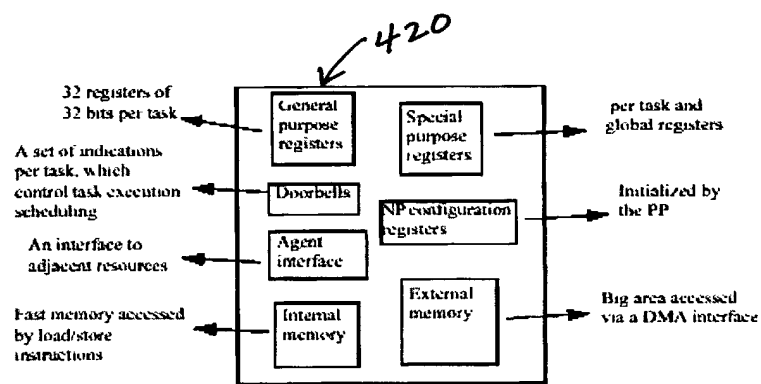 420
32 registers of
32 bits per task
General
purpose
registers
Special
purpose
registers
per task and
global registers
A set of indications
per task, which
control task execution
scheduling
Doorbells
NP configuration
registers
Initialized by
the PP
An interface to
adjacent resources
Agent
interface
Fast memory accessed
by load/store
instructions
Internal
memory
External
memory
Big area accessed
via a DMA interface